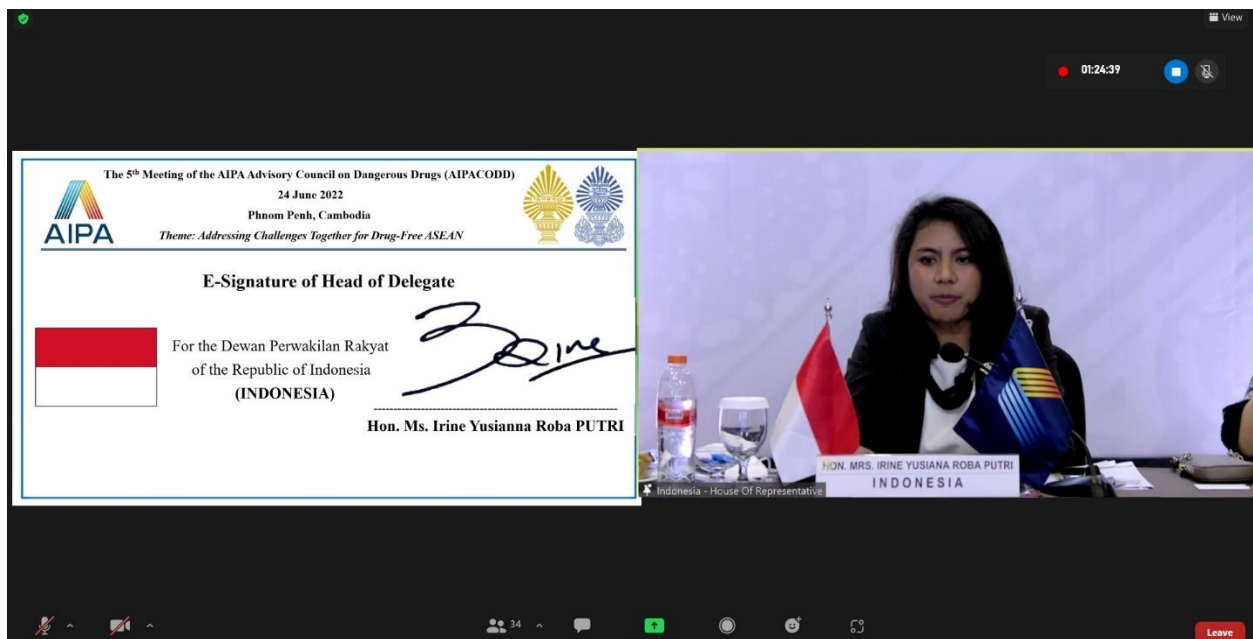 View
01:24:39
The 5th Meeting of the AIPA Advisory Council on Dangerous Drugs (AIPACODD)
24 June 2022
Phnom Penh, Cambodia
Theme: Addressing Challenges Together for Drug-Free ASEAN
AIPA
E-Signature of Head of Delegate
For the Dewan Perwakilan Rakyat
of the Republic of Indonesia
(INDONESIA)
Irine
Hon. Ms. Irine Yusianna Roba PUTRI
HON. MRS. IRINE YUSIANA ROBA PUTRI
INDONESIA
Indonesia - House Of Representative
34
Leave